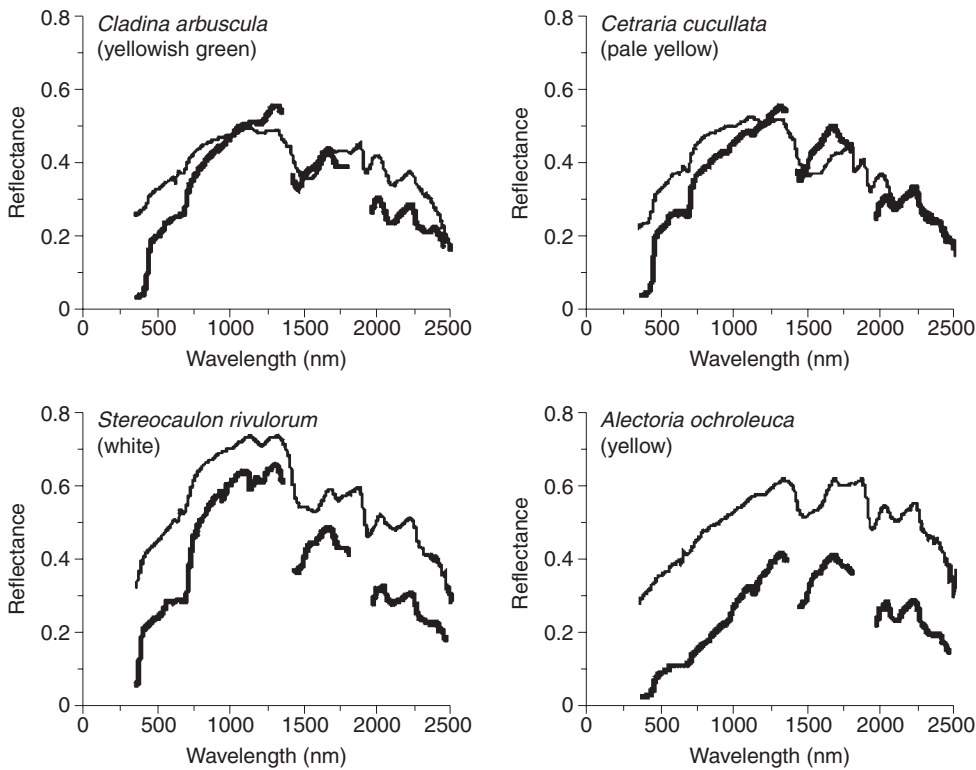 Cladina arbuscula
(yellowish green)
0.8
0.6
0.4
0.2
0
Reflectance
0 500 1000 1500 2000 2500
Wavelength (nm)
Cetraria cucullata
(pale yellow)
0.8
0.6
0.4
0.2
0
Reflectance
0 500 1000 1500 2000 2500
Wavelength (nm)
Stereocaulon rivulorum
(white)
0.8
0.6
0.4
0.2
0
Reflectance
0 500 1000 1500 2000 2500
Wavelength (nm)
Alectoria ochroleuca
(yellow)
0.8
0.6
0.4
0.2
0
Reflectance
0 500 1000 1500 2000 2500
Wavelength (nm)